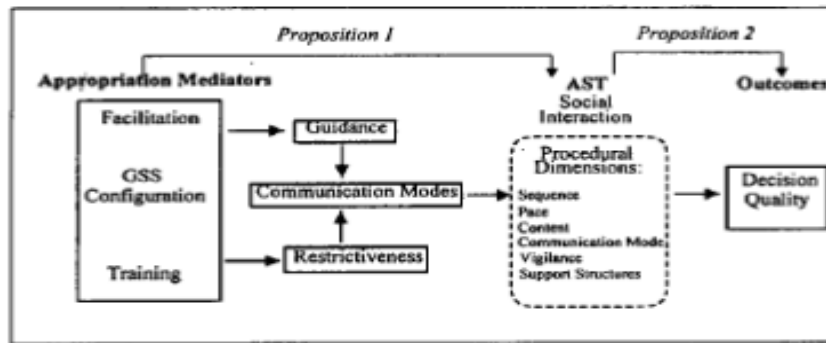 Proposition 1
Proposition 2
Appropriation Mediators
AST
Social
Interaction
Outcomes
Facilitation
GSS
Configuration
Training
Guidance
Communication Modes
Restrictiveness
Procedural
Dimensions:
Sequence
Pace
Content
Communication Mode
Vigilance
Support Structures
Decision
Quality